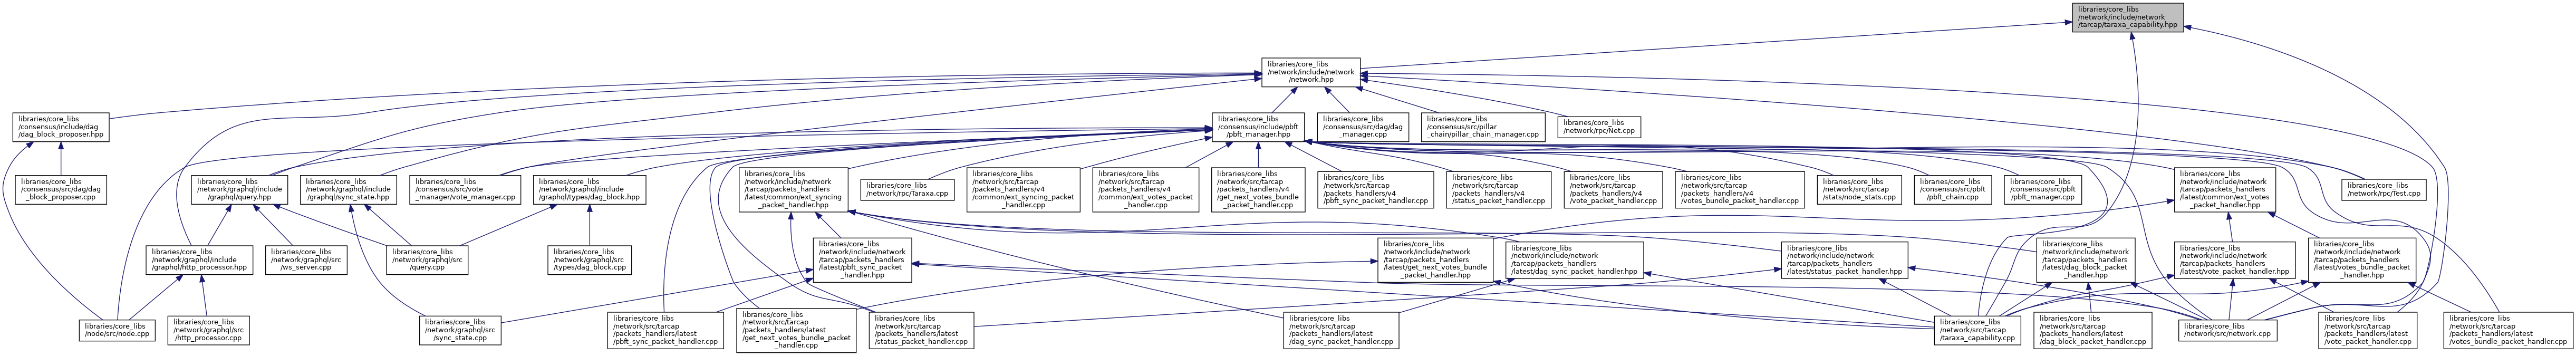 libraries/core_libs
/network/include/network
/tarcap/taraxa_capability.hpp
libraries/core_libs
/network/include/network
/network.hpp
libraries/core_libs
/consensus/include/dag
/dag_block_proposer.hpp
libraries/core_libs
/consensus/include/pbft
/pbft_manager.hpp
libraries/core_libs
/consensus/src/dag/dag
_manager.cpp
libraries/core_libs
/consensus/src/pillar
_chain/pillar_chain_manager.cpp
libraries/core_libs
/network/rpc/Net.cpp
libraries/core_libs
/consensus/src/dag/dag
_block_proposer.cpp
libraries/core_libs
/network/graphql/include
/graphql/query.hpp
libraries/core_libs
/network/graphql/include
/graphql/sync_state.hpp
libraries/core_libs
/consensus/src/vote
_manager/vote_manager.cpp
libraries/core_libs
/network/graphql/include
/graphql/types/dag_block.hpp
libraries/core_libs
/network/include/network
/tarcap/packets_handlers
/latest/common/ext_syncing
_packet_handler.hpp
libraries/core_libs
/network/rpc/Taraxa.cpp
libraries/core_libs
/network/src/tarcap
/packets_handlers/v4
/common/ext_syncing_packet
_handler.cpp
libraries/core_libs
/network/src/tarcap
/packets_handlers/v4
/common/ext_votes_packet
_handler.cpp
libraries/core_libs
/network/src/tarcap
/packets_handlers/v4
/get_next_votes_bundle
_packet_handler.cpp
libraries/core_libs
/network/src/tarcap
/packets_handlers/v4
/pbft_sync_packet_handler.cpp
libraries/core_libs
/network/src/tarcap
/packets_handlers/v4
/status_packet_handler.cpp
libraries/core_libs
/network/src/tarcap
/packets_handlers/v4
/vote_packet_handler.cpp
libraries/core_libs
/network/src/tarcap
/packets_handlers/v4
/votes_bundle_packet_handler.cpp
libraries/core_libs
/network/src/tarcap
/stats/node_stats.cpp
libraries/core_libs
/consensus/src/pbft
/pbft_chain.cpp
libraries/core_libs
/consensus/src/pbft
/pbft_manager.cpp
libraries/core_libs
/network/include/network
/tarcap/packets_handlers
/latest/common/ext_votes
_packet_handler.hpp
libraries/core_libs
/network/rpc/Test.cpp
libraries/core_libs
/network/graphql/include
/graphql/http_processor.hpp
libraries/core_libs
/network/graphql/src
/ws_server.cpp
libraries/core_libs
/network/graphql/src
/query.cpp
libraries/core_libs
/network/graphql/src
/types/dag_block.cpp
libraries/core_libs
/network/include/network
/tarcap/packets_handlers
/latest/pbft_sync_packet
_handler.hpp
libraries/core_libs
/network/include/network
/tarcap/packets_handlers
/latest/get_next_votes_bundle
_packet_handler.hpp
libraries/core_libs
/network/include/network
/tarcap/packets_handlers
/latest/dag_sync_packet_handler.hpp
libraries/core_libs
/network/include/network
/tarcap/packets_handlers
/latest/status_packet_handler.hpp
libraries/core_libs
/network/include/network
/tarcap/packets_handlers
/latest/dag_block_packet
_handler.hpp
libraries/core_libs
/network/include/network
/tarcap/packets_handlers
/latest/vote_packet_handler.hpp
libraries/core_libs
/network/include/network
/tarcap/packets_handlers
/latest/votes_bundle_packet
_handler.hpp
libraries/core_libs
/node/src/node.cpp
libraries/core_libs
/network/graphql/src
/http_processor.cpp
libraries/core_libs
/network/graphql/src
/sync_state.cpp
libraries/core_libs
/network/src/tarcap
/packets_handlers/latest
/pbft_sync_packet_handler.cpp
libraries/core_libs
/network/src/tarcap
/packets_handlers/latest
/get_next_votes_bundle_packet
_handler.cpp
libraries/core_libs
/network/src/tarcap
/packets_handlers/latest
/status_packet_handler.cpp
libraries/core_libs
/network/src/tarcap
/packets_handlers/latest
/dag_sync_packet_handler.cpp
libraries/core_libs
/network/src/tarcap
/taraxa_capability.cpp
libraries/core_libs
/network/src/tarcap
/packets_handlers/latest
/dag_block_packet_handler.cpp
libraries/core_libs
/network/src/network.cpp
libraries/core_libs
/network/src/tarcap
/packets_handlers/latest
/vote_packet_handler.cpp
libraries/core_libs
/network/src/tarcap
/packets_handlers/latest
/votes_bundle_packet_handler.cpp